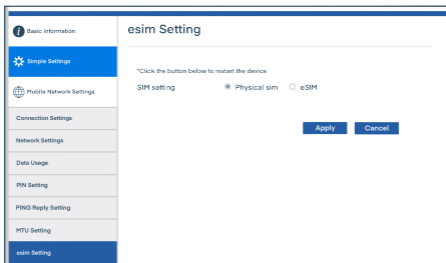 Basic Information
Simple Settings
Mobile Network Settings
Connection Settings
Network Settings
Data Usage
PIN Setting
PING Reply Setting
MTU Setting
esim Setting
esim Setting
*Click the button below to restart the device
SIM setting Physical sim eSIM
Apply Cancel